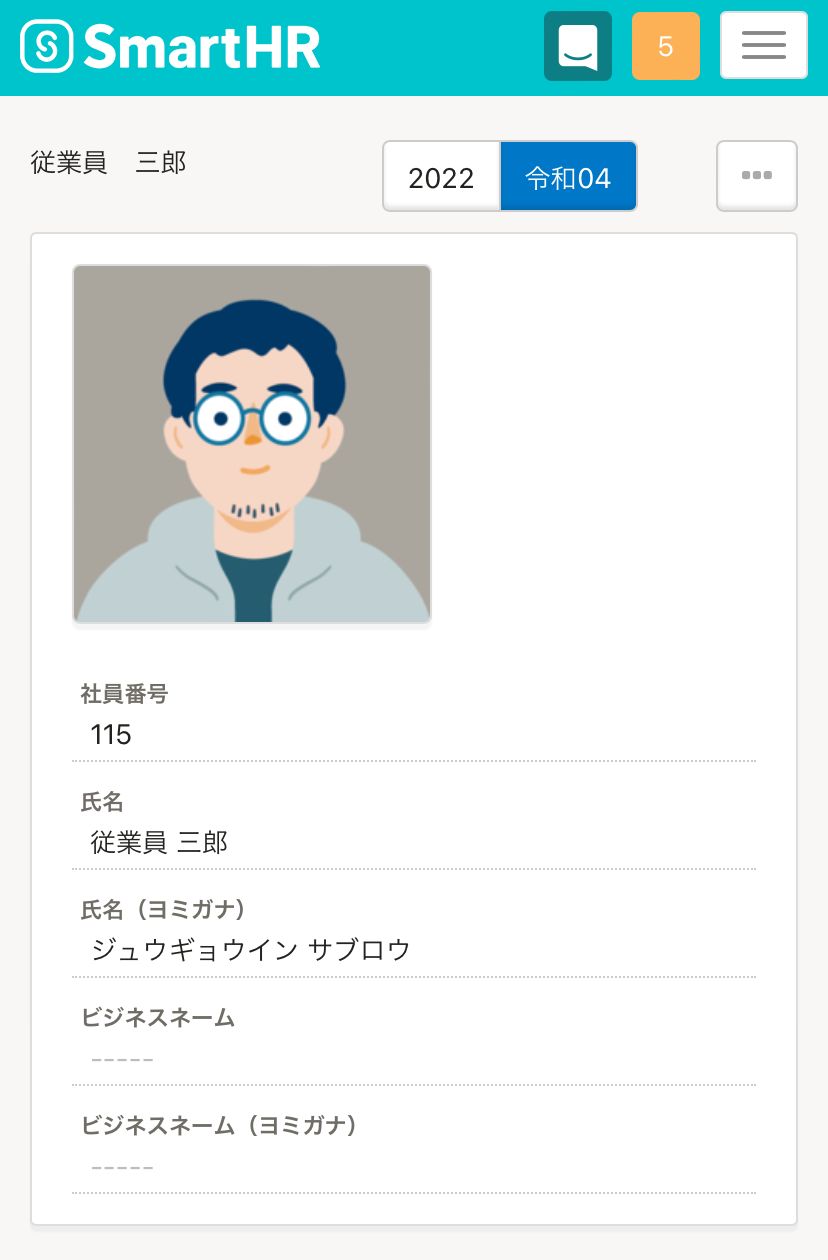 SmartHR
5
従業員　三郎
2022
令和04
社員番号
115
氏名
従業員 三郎
氏名（ヨミガナ）
ジュウギョウイン サブロウ
ビジネスネーム
-----
ビジネスネーム（ヨミガナ）
-----